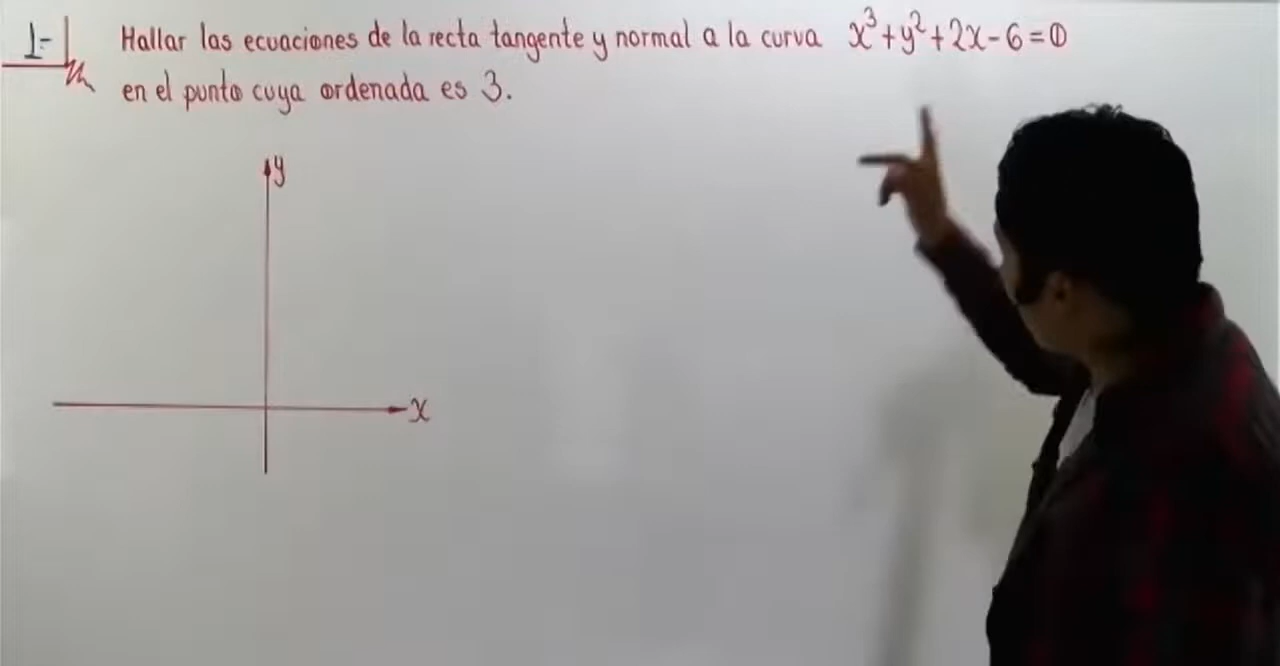 1- Hallar las ecuaciones de la recta tangente y normal a la curva x³+y²+2x-6=0
en el punto cuya ordenada es 3.
y
x